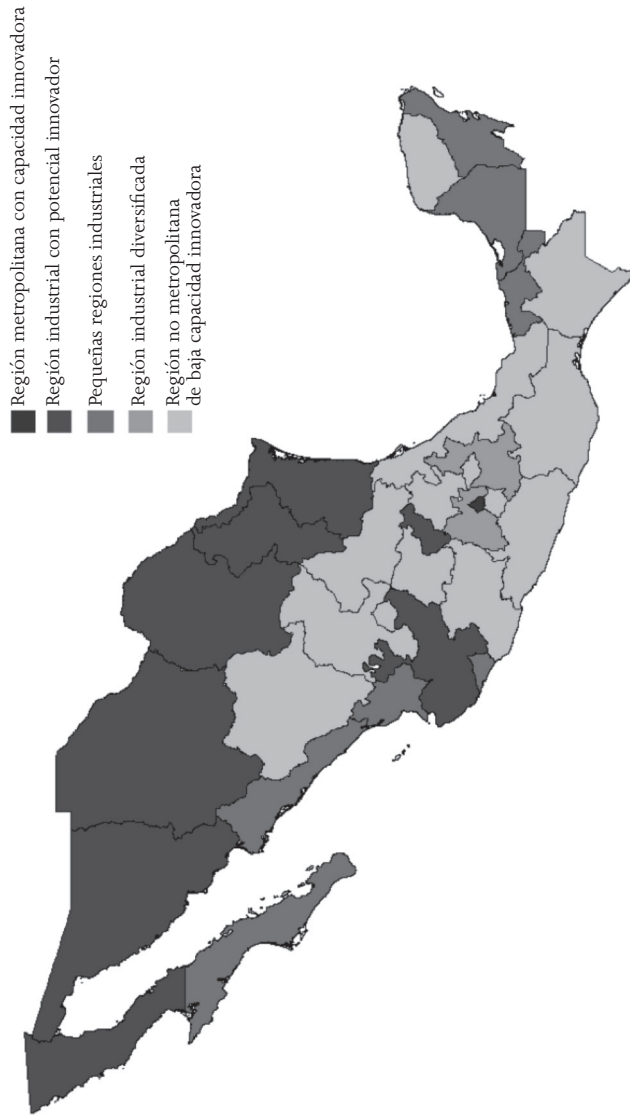 Región metropolitana con capacidad innovadora
Región industrial con potencial innovador
Pequeñas regiones industriales
Región industrial diversificada
Región no metropolitana
de baja capacidad innovadora